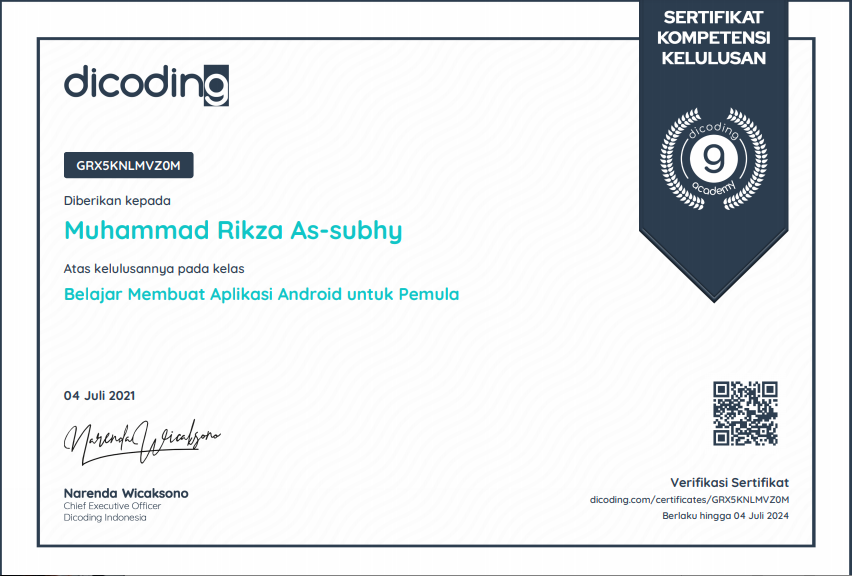 SERTIFIKAT
KOMPETENSI
KELULUSAN
dicoding
dicoding
9
academy
GRX5KNLMVZ0M
Diberikan kepada
Muhammad Rikza As-subhy
Atas kelulusannya pada kelas
Belajar Membuat Aplikasi Android untuk Pemula
04 Juli 2021
Narenda Wicaksono
Narenda Wicaksono
Chief Executive Officer
Dicoding Indonesia
Verifikasi Sertifikat
dicoding.com/certificates/GRX5KNLMVZ0M
Berlaku hingga 04 Juli 2024